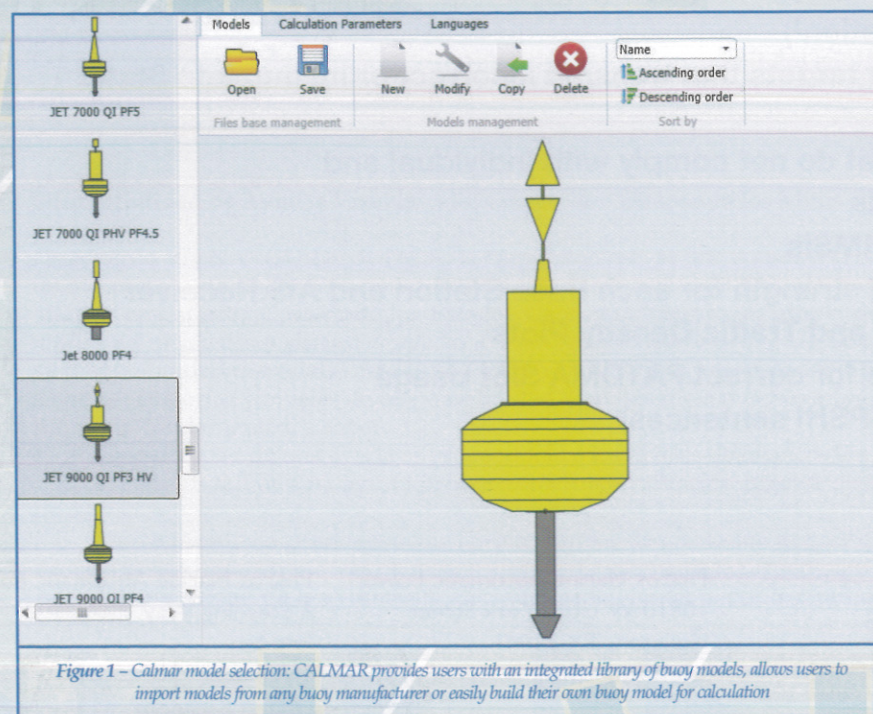 Models Calculation Parameters Languages
Open Save New Modify Copy Delete
Name
Ascending order
Descending order
Files base management Models management Sort by
JET 7000 QI PF5
JET 7000 QI PHV PF4.5
Jet 8000 PF4
JET 9000 QI PF3 HV
JET 9000 QI PF4
Figure 1 – Calmar model selection: CALMAR provides users with an integrated library of buoy models, allows users to
import models from any buoy manufacturer or easily build their own buoy model for calculation